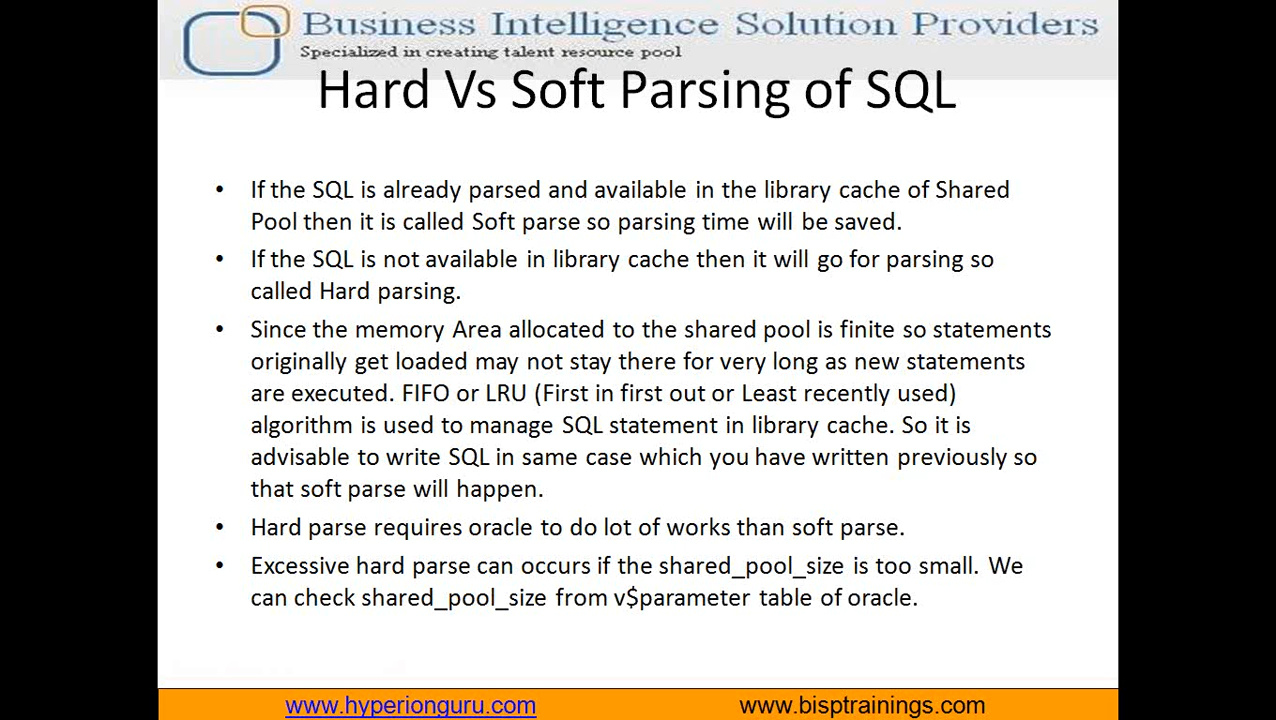 Business Intelligence Solution Providers
Specialized in creating talent resource pool
Hard Vs Soft Parsing of SQL
• If the SQL is already parsed and available in the library cache of Shared
Pool then it is called Soft parse so parsing time will be saved.
• If the SQL is not available in library cache then it will go for parsing so
called Hard parsing.
• Since the memory Area allocated to the shared pool is finite so statements
originally get loaded may not stay there for very long as new statements
are executed. FIFO or LRU (First in first out or Least recently used)
algorithm is used to manage SQL statement in library cache. So it is
advisable to write SQL in same case which you have written previously so
that soft parse will happen.
• Hard parse requires oracle to do lot of works than soft parse.
• Excessive hard parse can occurs if the shared_pool_size is too small. We
can check shared_pool_size from v$parameter table of oracle.
www.hyperionguru.com
www.bisptrainings.com